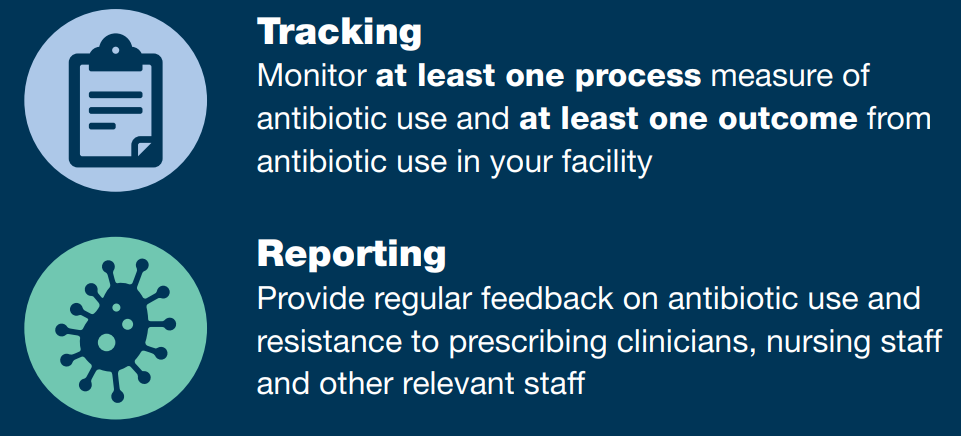 Tracking
Monitor at least one process measure of
antibiotic use and at least one outcome from
antibiotic use in your facility
Reporting
Provide regular feedback on antibiotic use and
resistance to prescribing clinicians, nursing staff
and other relevant staff